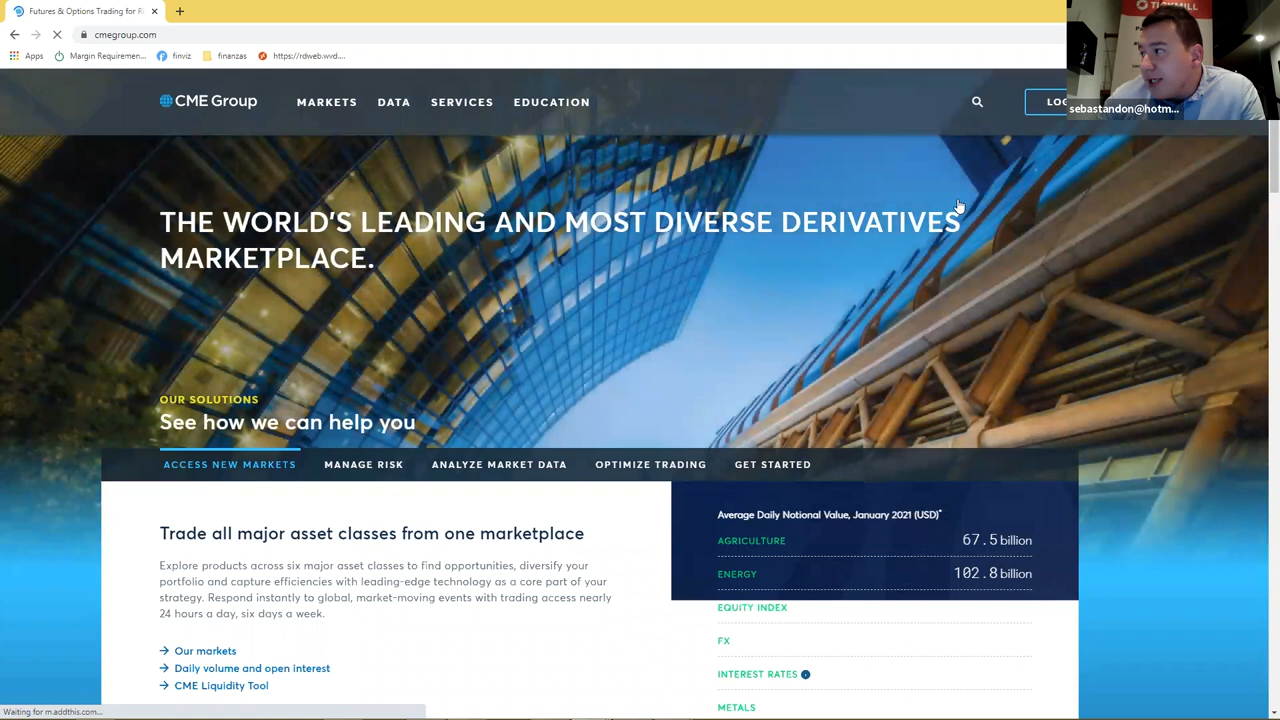 Futures & Options Trading for Ri
cmegroup.com
Apps
Margin Requiremen...
finviz
finanzas
https://rdweb.wvd....
TICKMILL
sebastandon@hotm...
CME Group
MARKETS
DATA
SERVICES
EDUCATION
LOG
THE WORLD'S LEADING AND MOST DIVERSE DERIVATIVES
MARKETPLACE.
OUR SOLUTIONS
See how we can help you
ACCESS NEW MARKETS
MANAGE RISK
ANALYZE MARKET DATA
OPTIMIZE TRADING
GET STARTED
Trade all major asset classes from one marketplace
Explore products across six major asset classes to find opportunities, diversify your
portfolio and capture efficiencies with leading-edge technology as a core part of your
strategy. Respond instantly to global, market-moving events with trading access nearly
24 hours a day, six days a week.
Our markets
Daily volume and open interest
CME Liquidity Tool
Average Daily Notional Value, January 2021 (USD)*
AGRICULTURE 67.5 billion
ENERGY 102.8 billion
EQUITY INDEX
FX
INTEREST RATES
METALS
Waiting for m.addthis.com...